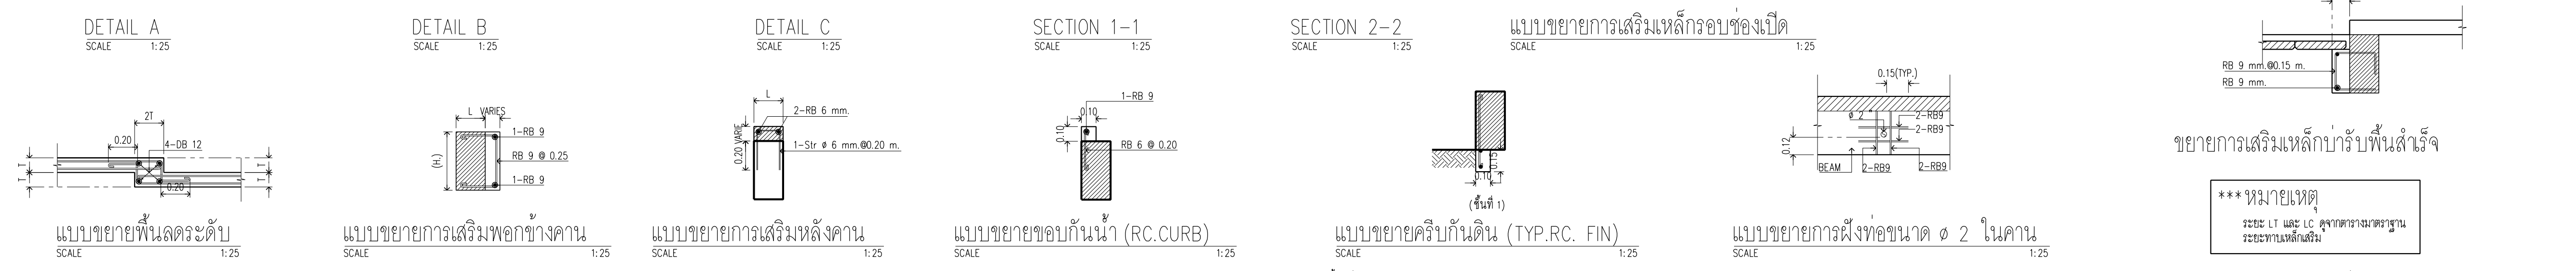 DETAIL A
SCALE 1:25
DETAIL B
SCALE 1:25
DETAIL C
SCALE 1:25
SECTION 1-1
SCALE 1:25
SECTION 2-2
SCALE 1:25
แบบขยายการเสริมเหล็กรอบช่องเปิด
SCALE 1:25
2T
0.20
4-DB 12
T
T
T
T
0.20
แบบขยายพื้นลดระดับ
SCALE 1:25
L VARIES
(H.)
1-RB 9
RB 9 @ 0.25
1-RB 9
แบบขยายการเสริมพอกข้างคาน
SCALE 1:25
L
2-RB 6 mm.
0.20 VARIE
1-Str ø 6 mm.@0.20 m.
แบบขยายการเสริมหลังคาน
SCALE 1:25
1-RB 9
0.10
0.10
RB 6 @ 0.20
แบบขยายขอบกันน้ำ (RC.CURB)
SCALE 1:25
0.15
0.10
(ชั้นที่ 1)
แบบขยายครีบกันดิน (TYP.RC. FIN)
SCALE 1:25
0.15(TYP.)
ø 2"
2-RB9
2-RB9
0.12
BEAM
2-RB9
2-RB9
แบบขยายการฝังท่อขนาด ø 2 ในคาน
SCALE 1:25
RB 9 mm.@0.15 m.
RB 9 mm.
ขยายการเสริมเหล็กบ่ารับพื้นสำเร็จ
***หมายเหตุ
ระยะ LT และ LC ดูจากตารางมาตราฐาน
ระยะทาบเหล็กเสริม